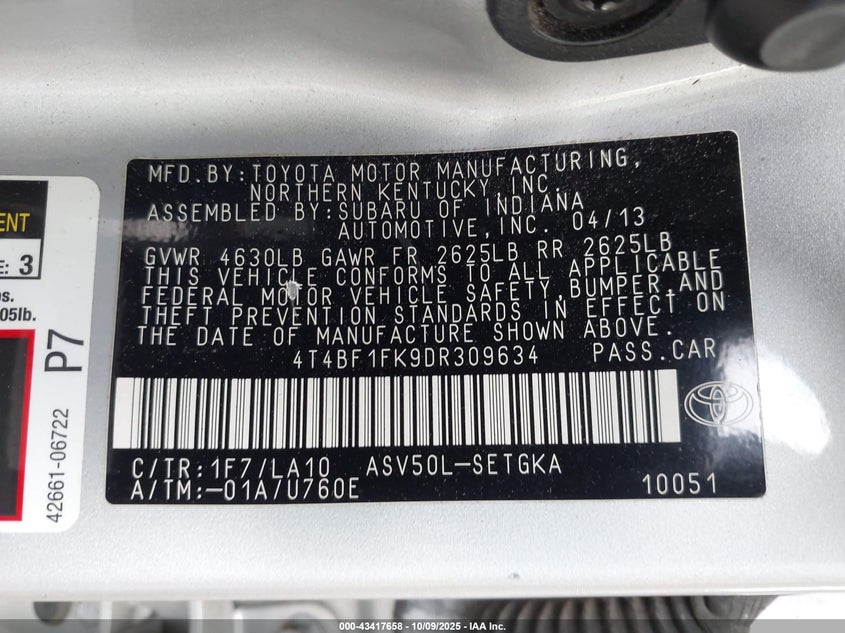 MFD.BY:TOYOTA MOTOR MANUFACTURING,
NORTHERN KENTUCKY, INC.
ASSEMBLED BY:SUBARU OF INDIANA
AUTOMOTIVE,INC. 04/13
GVWR 4630LB GAWR FR 2625LB RR 2625LB
THIS VEHICLE CONFORMS TO ALL APPLICABLE
FEDERAL MOTOR VEHICLE SAFETY,BUMPER,AND
THEFT PREVENTION STANDARDS IN EFFECT ON
THE DATE OF MANUFACTURE SHOWN ABOVE.
4T4BF1FK9DR309634 PASS.CAR
C/TR:1F7/LA10 ASV50L-SETGKA
A/TM:-01A/U760E 10051
E: 3
05lb.
P7
42661-06722
000-43417658 - 10/09/2025 - IAA Inc.